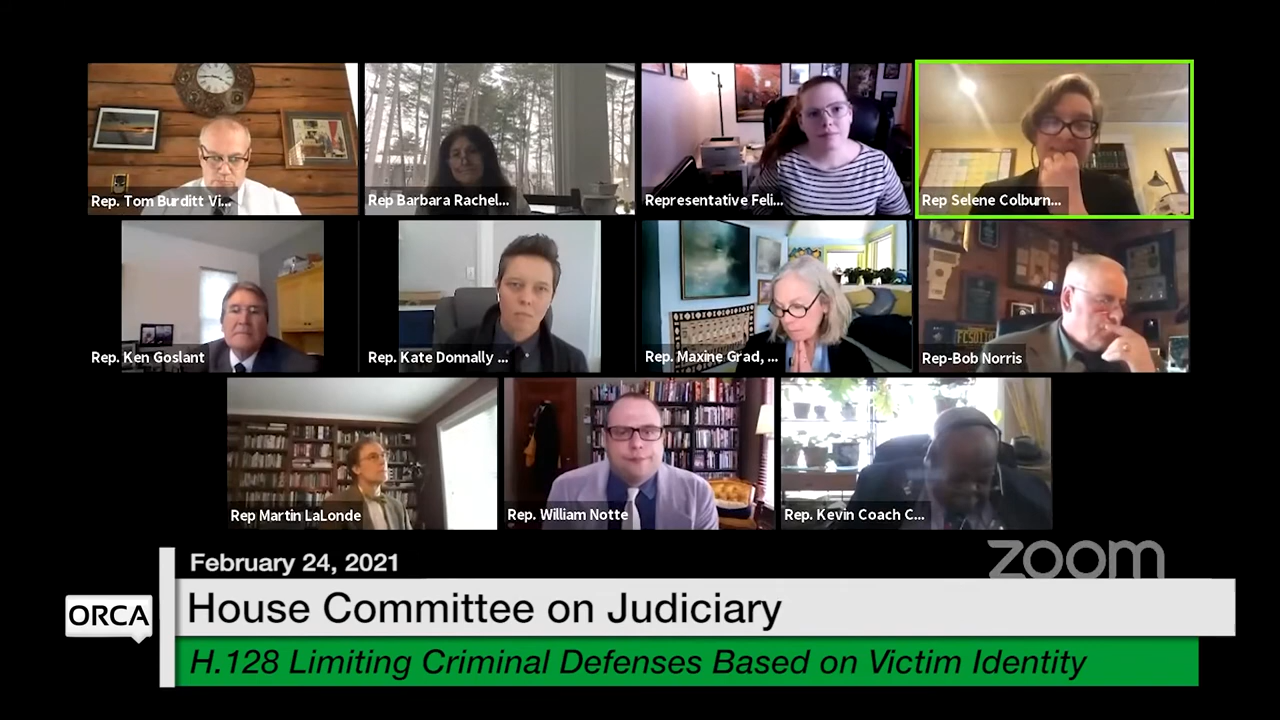 Rep. Tom Burditt Vi...
Rep Barbara Rachel...
Representative Feli...
Rep Selene Colburn...
Rep. Ken Goslant
Rep. Kate Donnally ...
Rep. Maxine Grad, ...
Rep-Bob Norris
Rep Martin LaLonde
Rep. William Notte
Rep. Kevin Coach C...
zoom
February 24, 2021
ORCA
House Committee on Judiciary
H.128 Limiting Criminal Defenses Based on Victim Identity